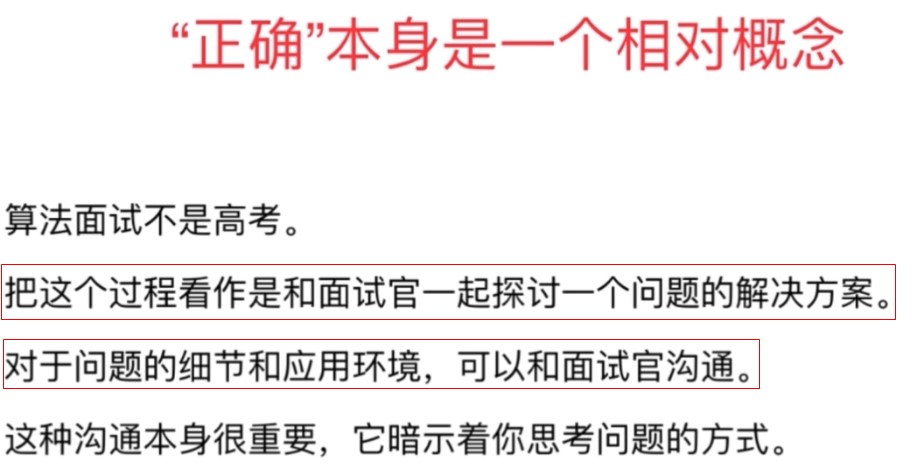 “正确”本身是一个相对概念
算法面试不是高考。
把这个过程看作是和面试官一起探讨一个问题的解决方案。
对于问题的细节和应用环境，可以和面试官沟通。
这种沟通本身很重要，它暗示着你思考问题的方式。